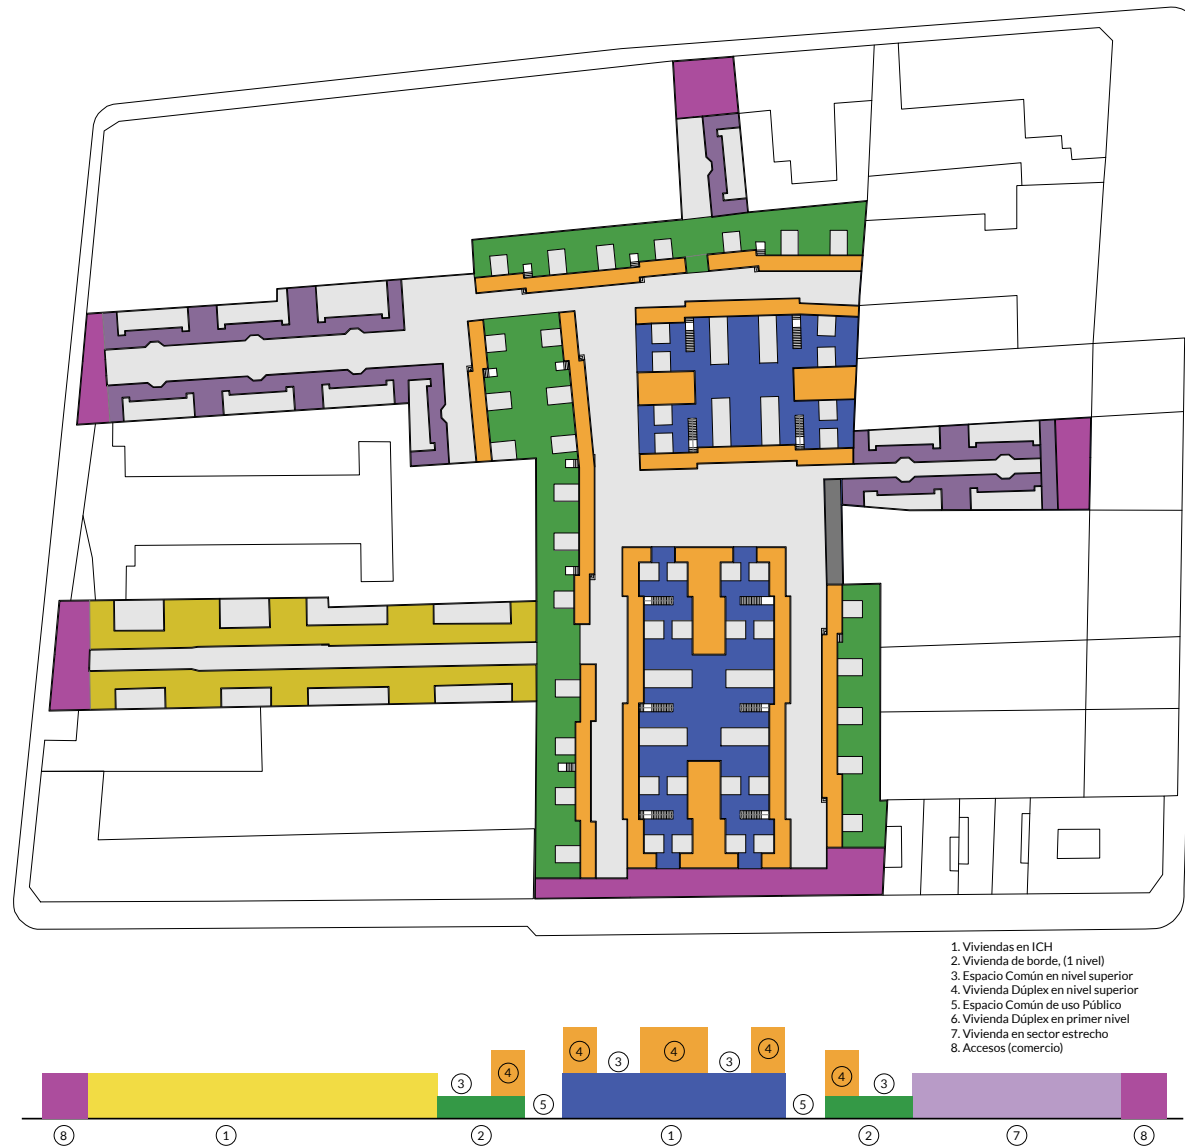 1. Viviendas en ICH
2. Vivienda de borde, (1 nivel)
3. Espacio Común en nivel superior
4. Vivienda Dúplex en nivel superior
5. Espacio Común de uso Público
6. Vivienda Dúplex en primer nivel
7. Vivienda en sector estrecho
8. Accesos (comercio)
4 3 4 3 4
3 4 5 5 4 3
8 1 2 1 2 7 8